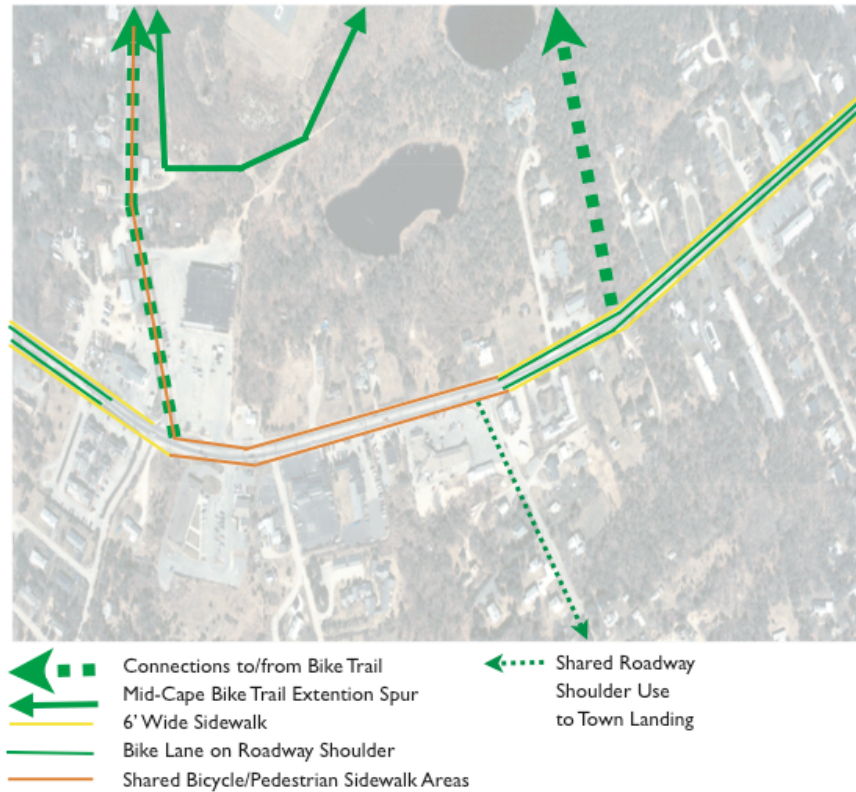 Connections to/from Bike Trail
Mid-Cape Bike Trail Extention Spur
6' Wide Sidewalk
Bike Lane on Roadway Shoulder
Shared Bicycle/Pedestrian Sidewalk Areas
Shared Roadway
Shoulder Use
to Town Landing